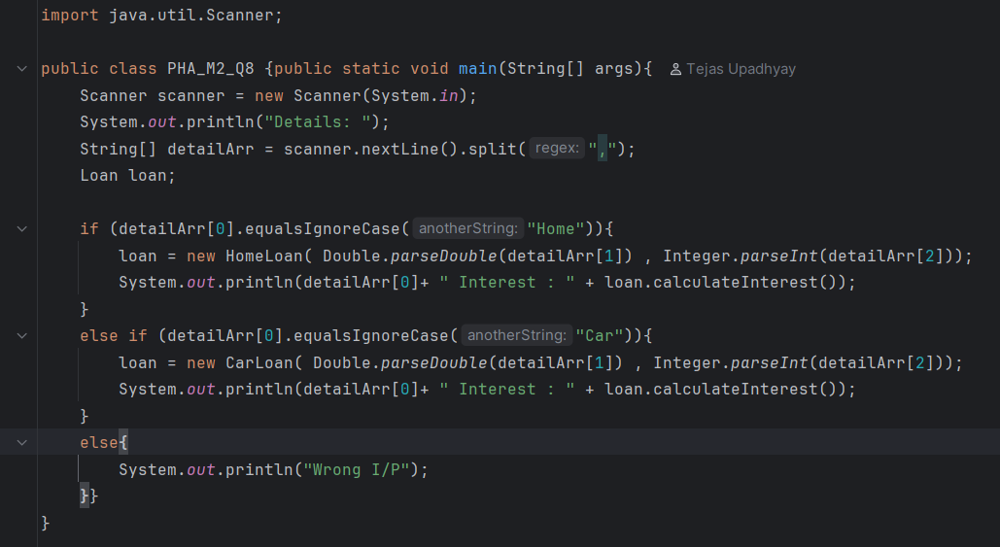 import java.util.Scanner;
public class PHA_M2_Q8 {public static void main(String[] args){ Tejas Upadhyay
Scanner scanner = new Scanner(System.in);
System.out.println("Details: ");
String[] detailArr = scanner.nextLine().split( regex: ",");
Loan loan;
if (detailArr[0].equalsIgnoreCase( anotherString: "Home")){
loan = new HomeLoan( Double.parseDouble(detailArr[1]) , Integer.parseInt(detailArr[2]));
System.out.println(detailArr[0]+ " Interest : " + loan.calculateInterest());
}
else if (detailArr[0].equalsIgnoreCase( anotherString: "Car")){
loan = new CarLoan( Double.parseDouble(detailArr[1]) , Integer.parseInt(detailArr[2]));
System.out.println(detailArr[0]+ " Interest : " + loan.calculateInterest());
}
else{
System.out.println("Wrong I/P");
}}
}